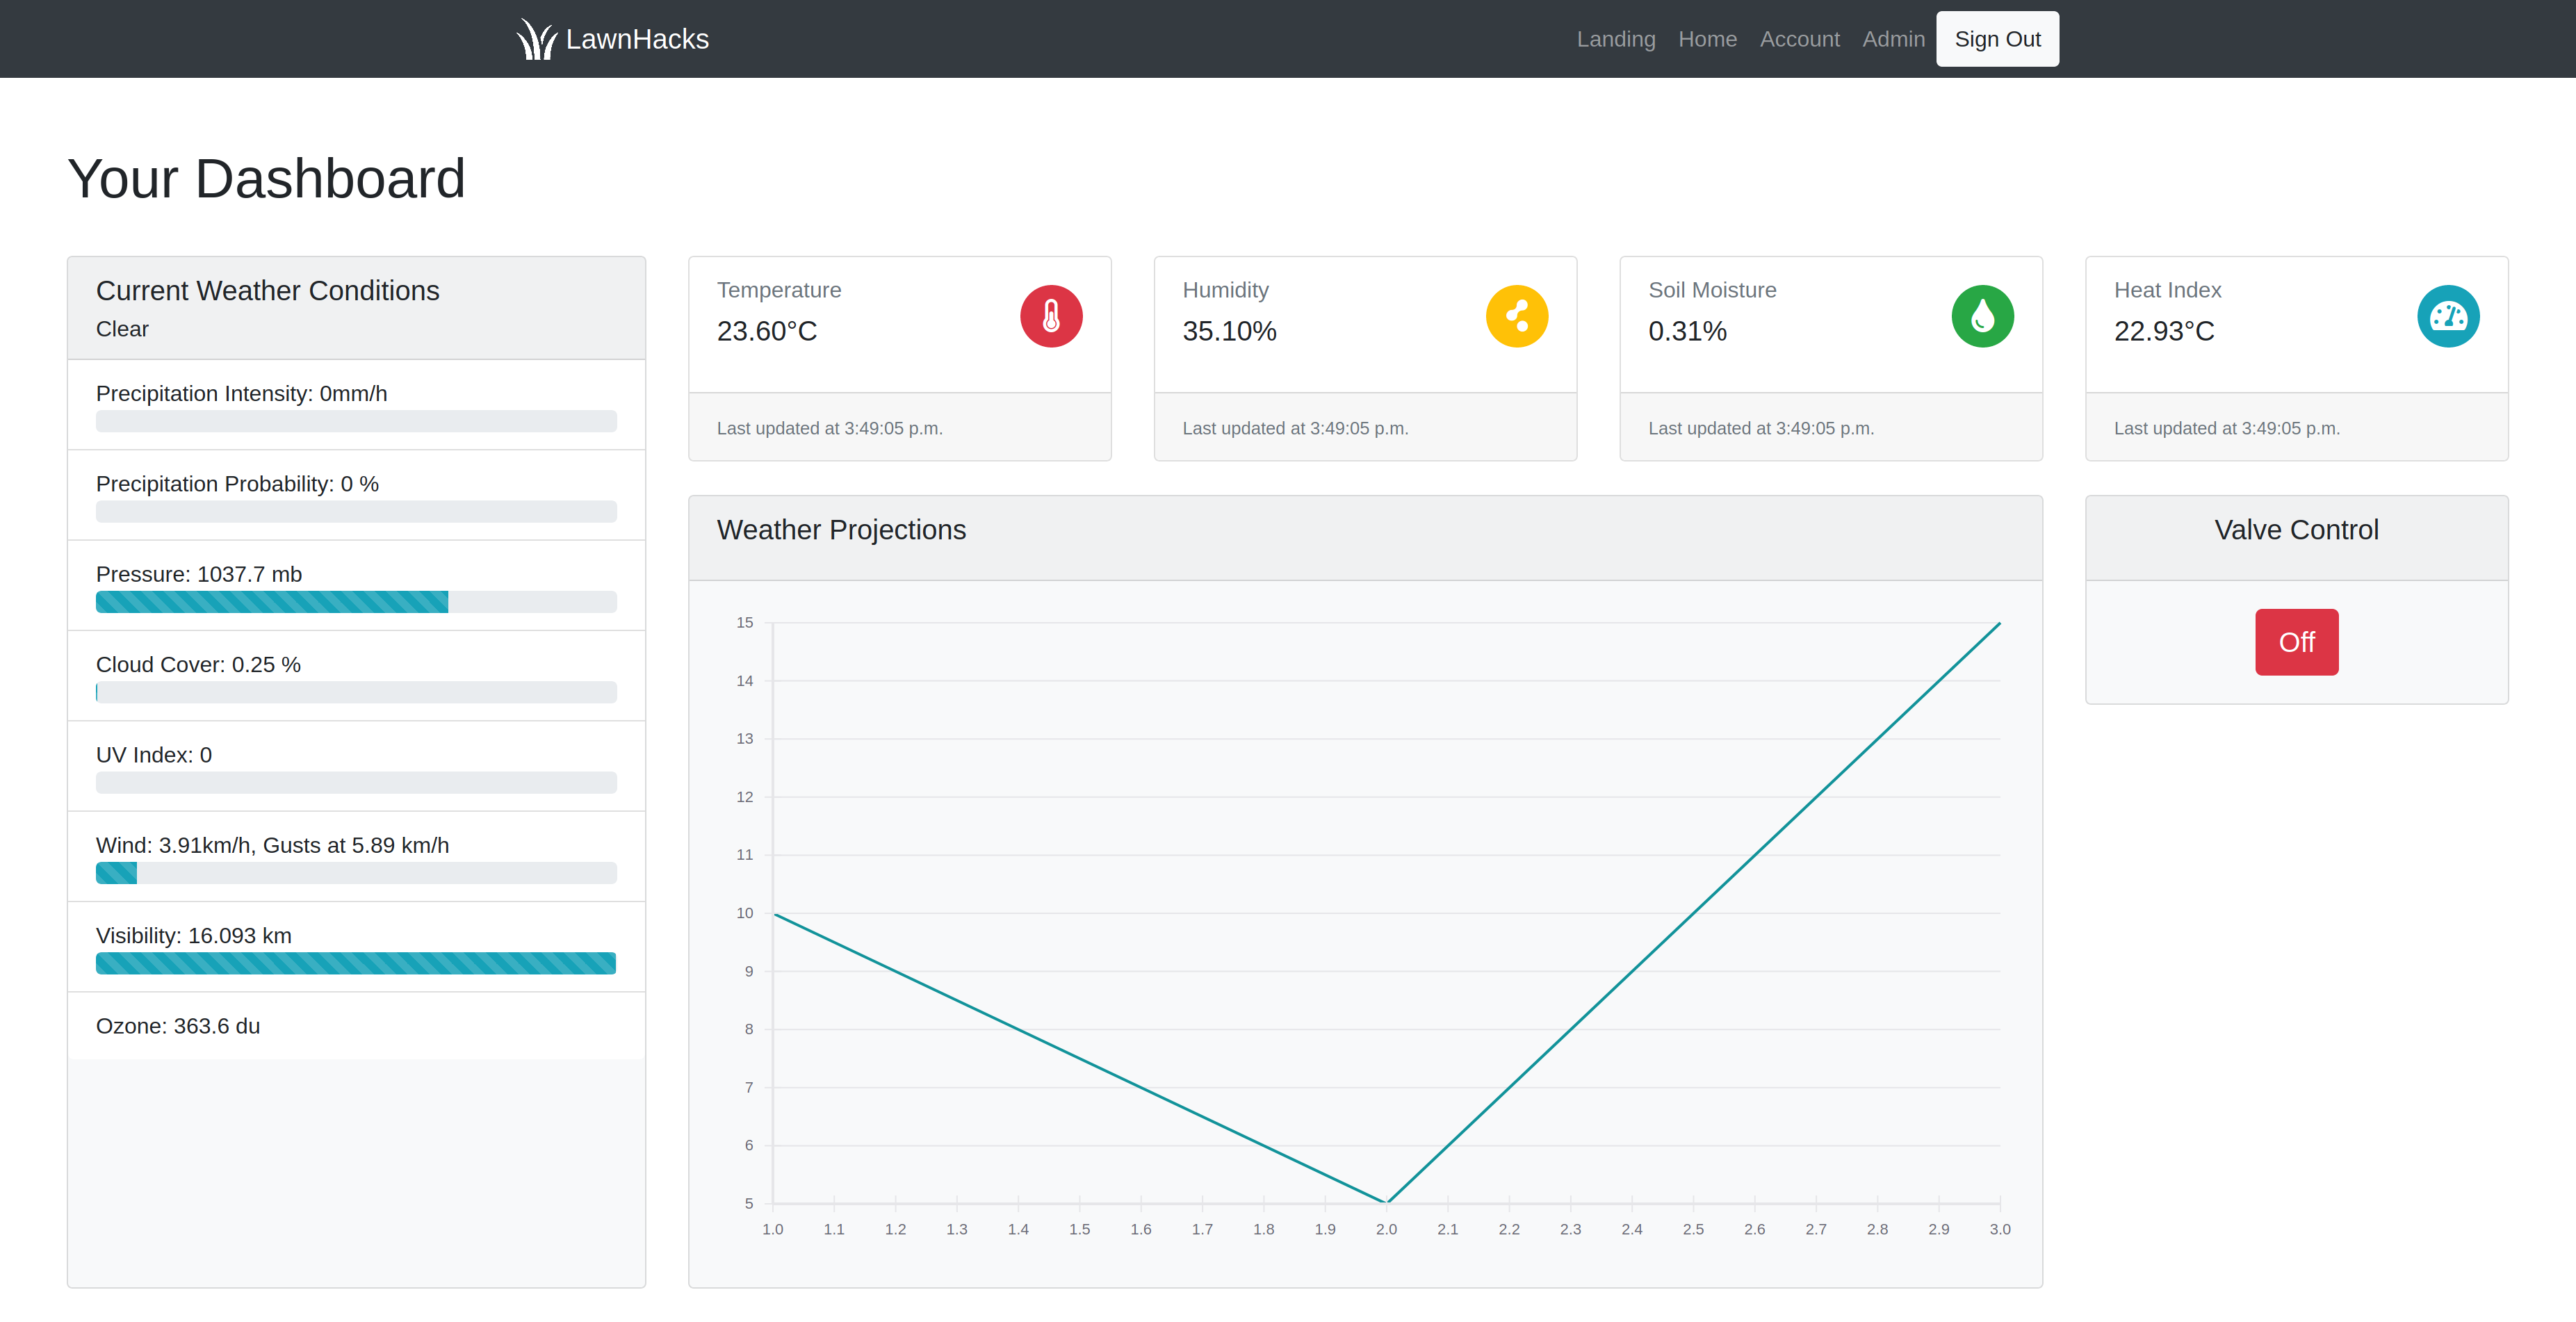 LawnHacks
Landing Home Account Admin Sign Out
Your Dashboard
Current Weather Conditions
Clear
Precipitation Intensity: 0mm/h
Precipitation Probability: 0 %
Pressure: 1037.7 mb
Cloud Cover: 0.25 %
UV Index: 0
Wind: 3.91km/h, Gusts at 5.89 km/h
Visibility: 16.093 km
Ozone: 363.6 du
Temperature
23.60°C
Last updated at 3:49:05 p.m.
Humidity
35.10%
Last updated at 3:49:05 p.m.
Soil Moisture
0.31%
Last updated at 3:49:05 p.m.
Heat Index
22.93°C
Last updated at 3:49:05 p.m.
Weather Projections
15
14
13
12
11
10
9
8
7
6
5
1.0 1.1 1.2 1.3 1.4 1.5 1.6 1.7 1.8 1.9 2.0 2.1 2.2 2.3 2.4 2.5 2.6 2.7 2.8 2.9 3.0
Valve Control
Off